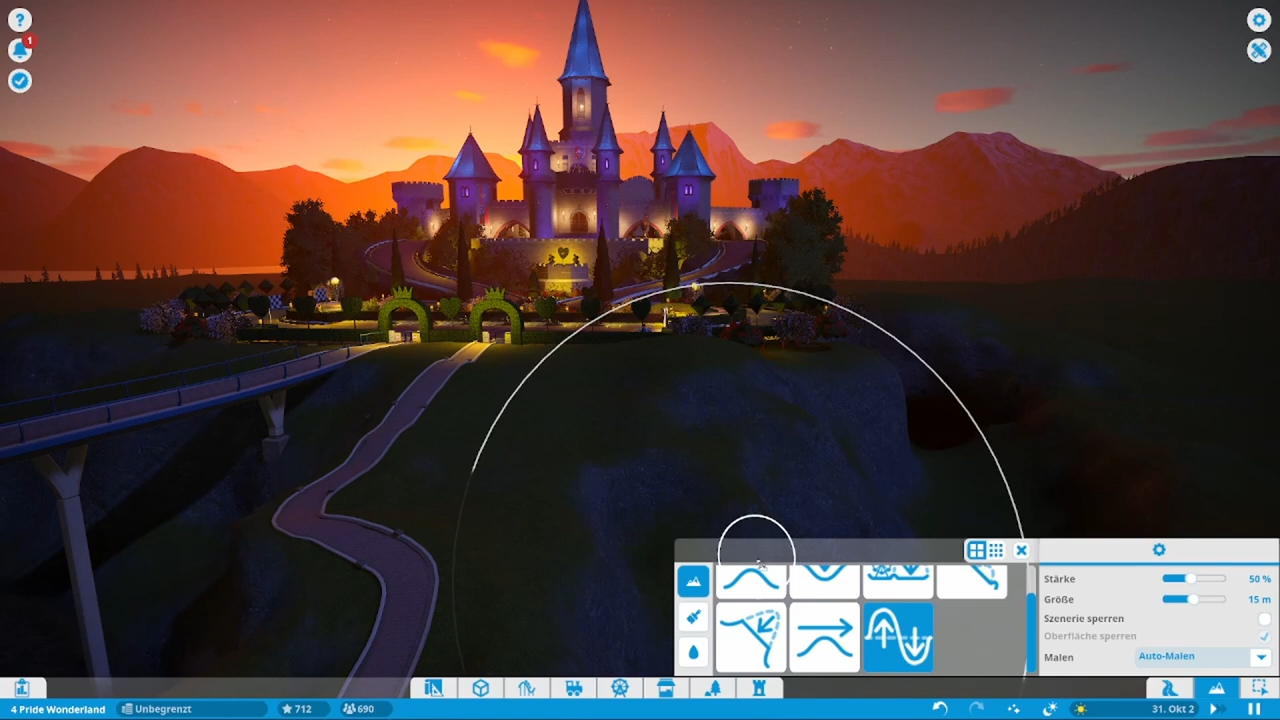 ?
1
Stärke 50 %
Größe 15 m
Szenerie sperren
Oberfläche sperren
Malen Auto-Malen
4 Pride Wonderland Unbegrenzt 712 690 31. Okt 2